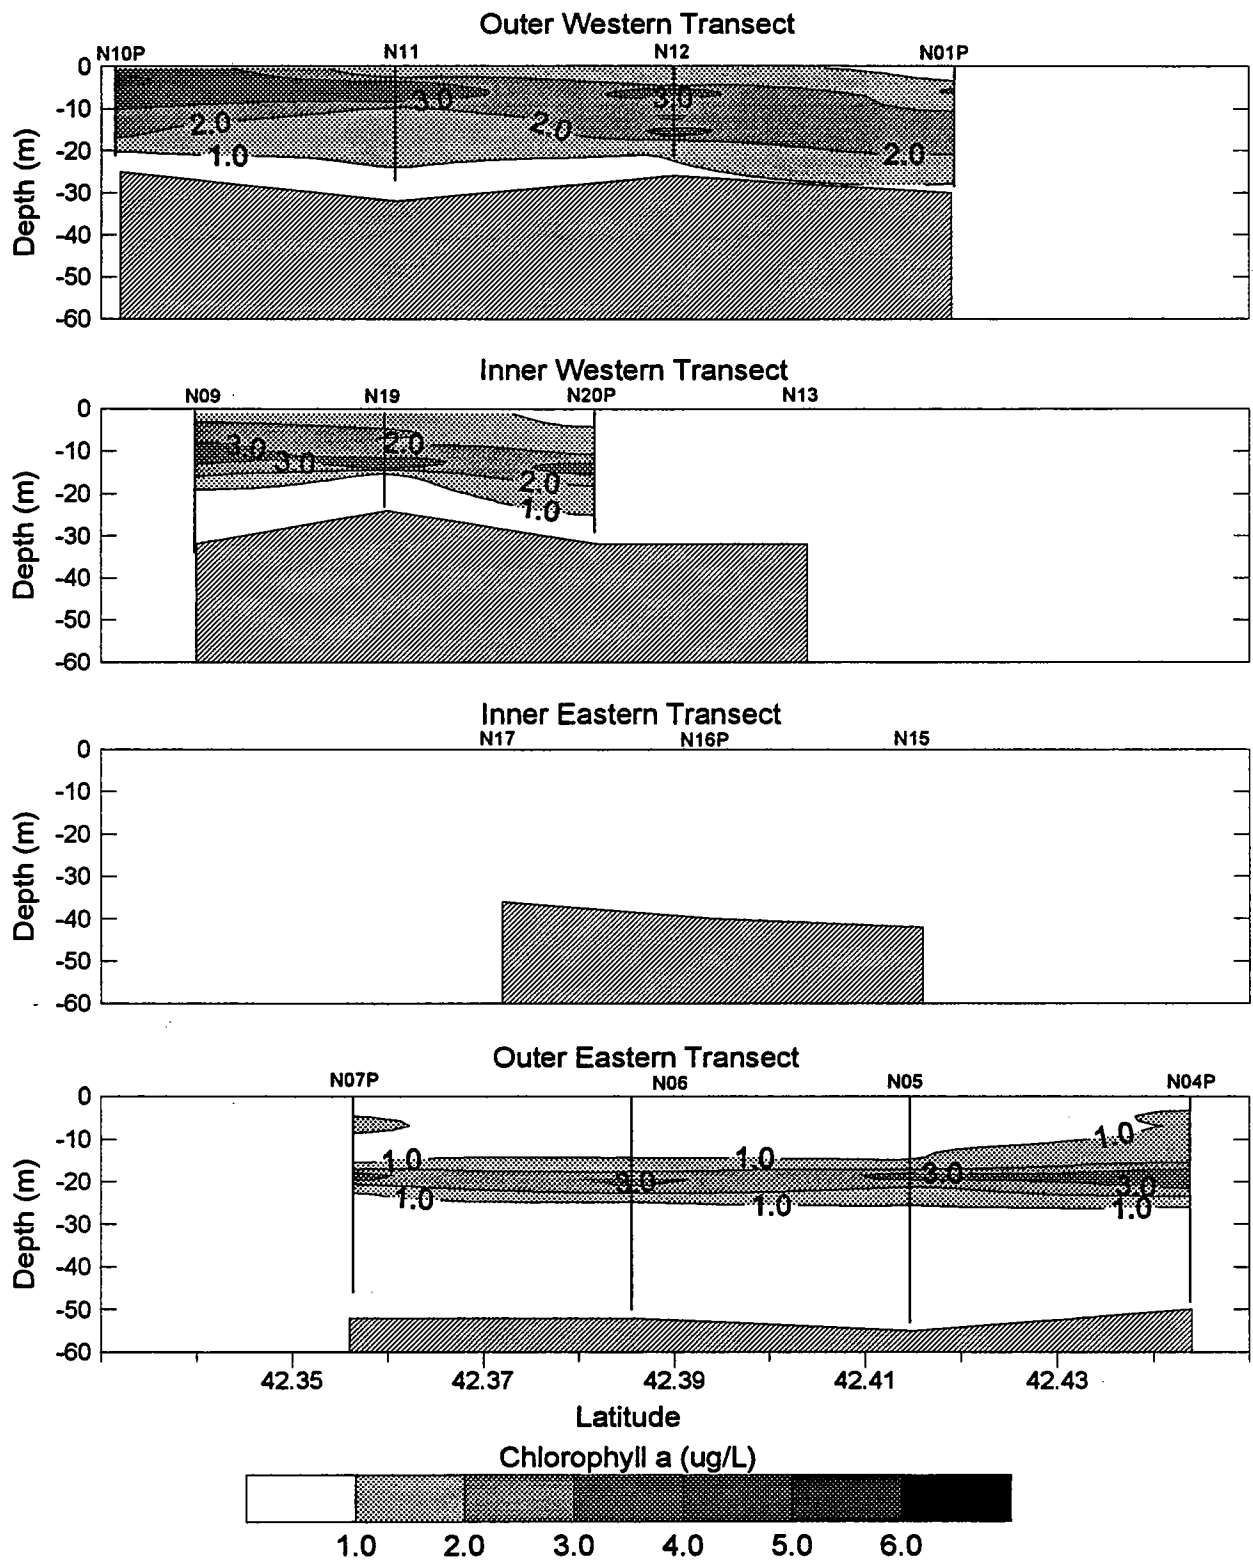 Outer Western Transect
N10P N11 N12 N01P
0
-10
-20
-30
-40
-50
-60
Depth (m)
3.0 3.0
2.0 2.0 2.0
1.0
Inner Western Transect
N09 N19 N20P N13
0
-10
-20
-30
-40
-50
-60
Depth (m)
3.0 2.0
3.0 2.0
1.0
Inner Eastern Transect
N17 N16P N15
0
-10
-20
-30
-40
-50
-60
Depth (m)
Outer Eastern Transect
N07P N06 N05 N04P
0
-10
-20
-30
-40
-50
-60
Depth (m)
1.0 1.0 1.0
3.0 3.0 3.0
1.0 1.0 1.0
42.35 42.37 42.39 42.41 42.43
Latitude
Chlorophyll a (ug/L)
1.0 2.0 3.0 4.0 5.0 6.0